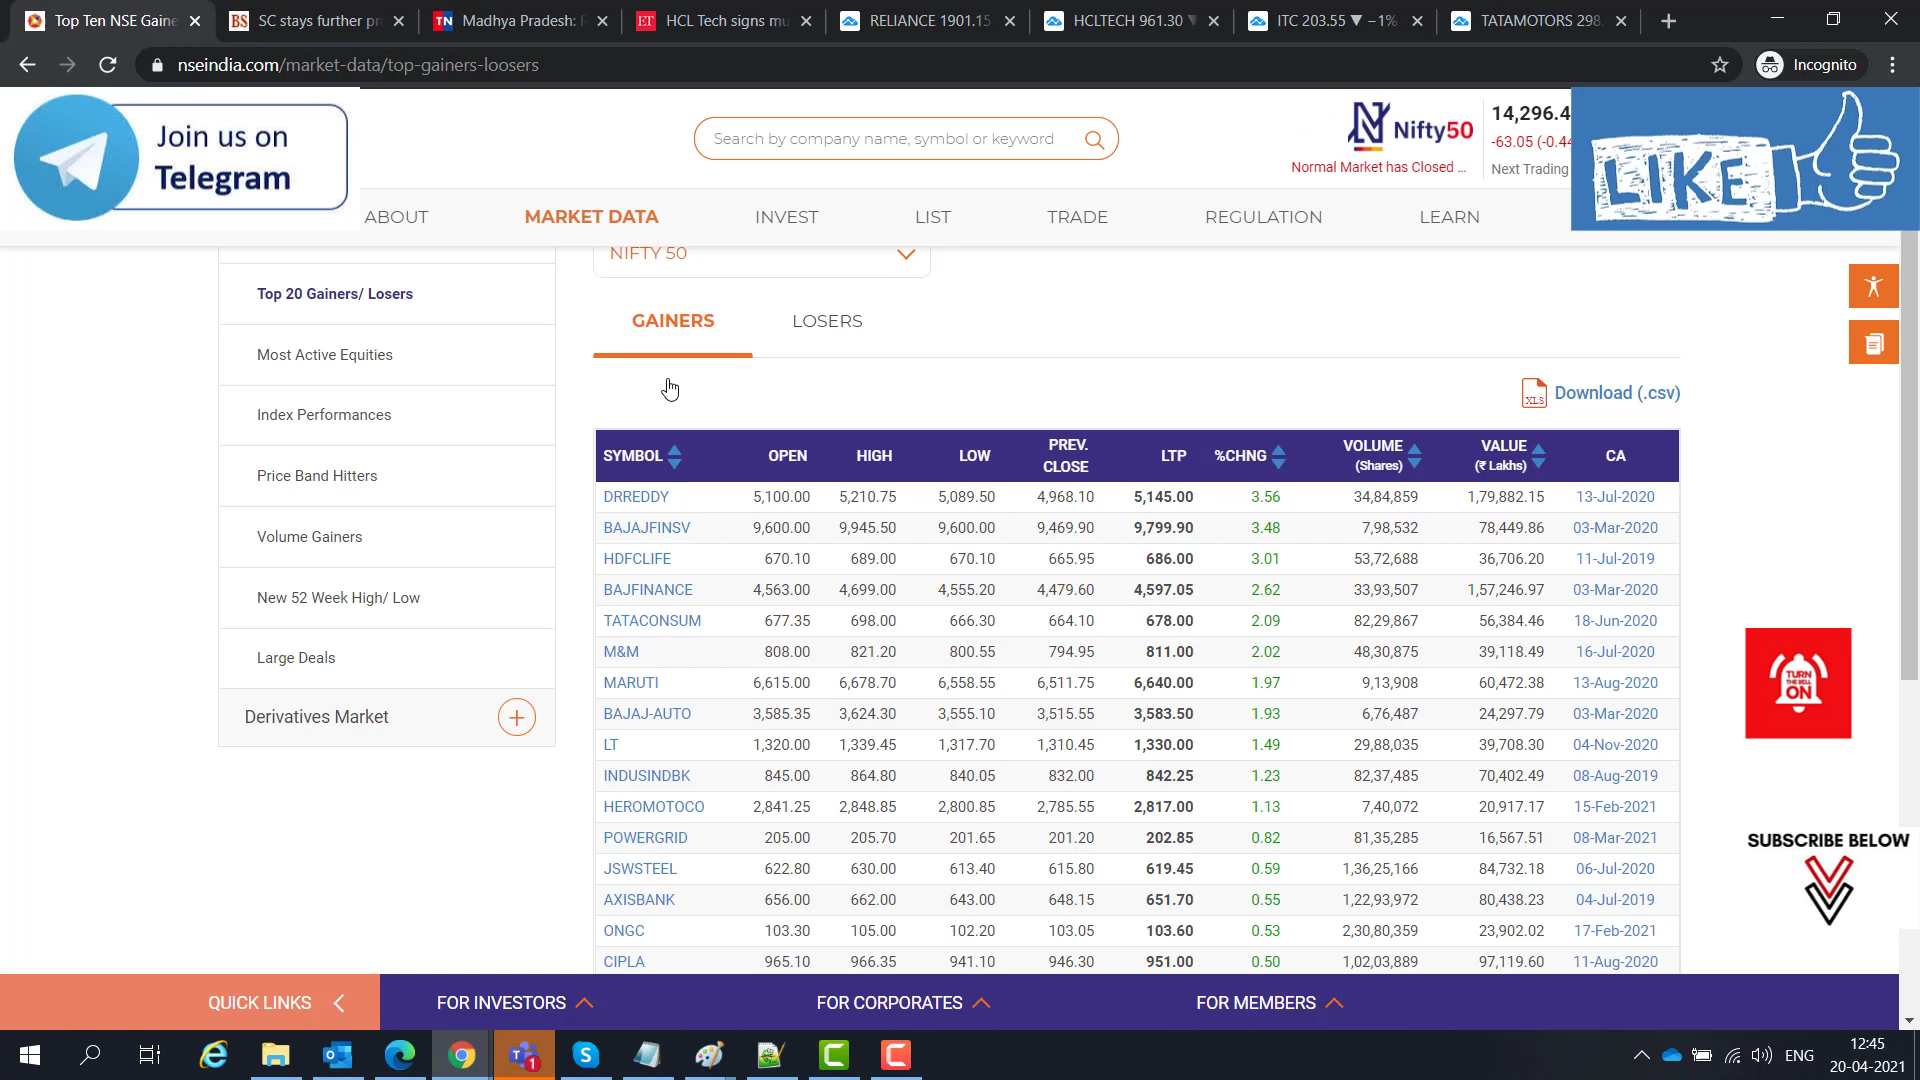 Top Ten NSE Gaine
SC stays further pr
Madhya Pradesh: R
HCL Tech signs mu
RELIANCE 1901.15
HCLTECH 961.30 ▼
ITC 203.55 ▼ −1%
TATAMOTORS 298.
nseindia.com/market-data/top-gainers-loosers
Incognito
Join us on
Telegram
Search by company name, symbol or keyword
Nifty50
14,296.4
-63.05 (-0.44
Normal Market has Closed ...
Next Trading
LIKE
ABOUT
MARKET DATA
INVEST
LIST
TRADE
REGULATION
LEARN
NIFTY 50
Top 20 Gainers/ Losers
Most Active Equities
Index Performances
Price Band Hitters
Volume Gainers
New 52 Week High/ Low
Large Deals
Derivatives Market
GAINERS
LOSERS
XLS Download (.csv)
SYMBOL OPEN HIGH LOW PREV. CLOSE LTP %CHNG VOLUME (Shares) VALUE (₹ Lakhs) CA
DRREDDY 5,100.00 5,210.75 5,089.50 4,968.10 5,145.00 3.56 34,84,859 1,79,882.15 13-Jul-2020
BAJAJFINSV 9,600.00 9,945.50 9,600.00 9,469.90 9,799.90 3.48 7,98,532 78,449.86 03-Mar-2020
HDFCLIFE 670.10 689.00 670.10 665.95 686.00 3.01 53,72,688 36,706.20 11-Jul-2019
BAJFINANCE 4,563.00 4,699.00 4,555.20 4,479.60 4,597.05 2.62 33,93,507 1,57,246.97 03-Mar-2020
TATACONSUM 677.35 698.00 666.30 664.10 678.00 2.09 82,29,867 56,384.46 18-Jun-2020
M&M 808.00 821.20 800.55 794.95 811.00 2.02 48,30,875 39,118.49 16-Jul-2020
MARUTI 6,615.00 6,678.70 6,558.55 6,511.75 6,640.00 1.97 9,13,908 60,472.38 13-Aug-2020
BAJAJ-AUTO 3,585.35 3,624.30 3,555.10 3,515.55 3,583.50 1.93 6,76,487 24,297.79 03-Mar-2020
LT 1,320.00 1,339.45 1,317.70 1,310.45 1,330.00 1.49 29,88,035 39,708.30 04-Nov-2020
INDUSINDBK 845.00 864.80 840.05 832.00 842.25 1.23 82,37,485 70,402.49 08-Aug-2019
HEROMOTOCO 2,841.25 2,848.85 2,800.85 2,785.55 2,817.00 1.13 7,40,072 20,917.17 15-Feb-2021
POWERGRID 205.00 205.70 201.65 201.20 202.85 0.82 81,35,285 16,567.51 08-Mar-2021
JSWSTEEL 622.80 630.00 613.40 615.80 619.45 0.59 1,36,25,166 84,732.18 06-Jul-2020
AXISBANK 656.00 662.00 643.00 648.15 651.70 0.55 1,22,93,972 80,438.23 04-Jul-2019
ONGC 103.30 105.00 102.20 103.05 103.60 0.53 2,30,80,359 23,902.02 17-Feb-2021
CIPLA 965.10 966.35 941.10 946.30 951.00 0.50 1,02,03,889 97,119.60 11-Aug-2020
TURN
THE BELL
ON
SUBSCRIBE BELOW
QUICK LINKS
FOR INVESTORS
FOR CORPORATES
FOR MEMBERS
ENG
12:45
20-04-2021